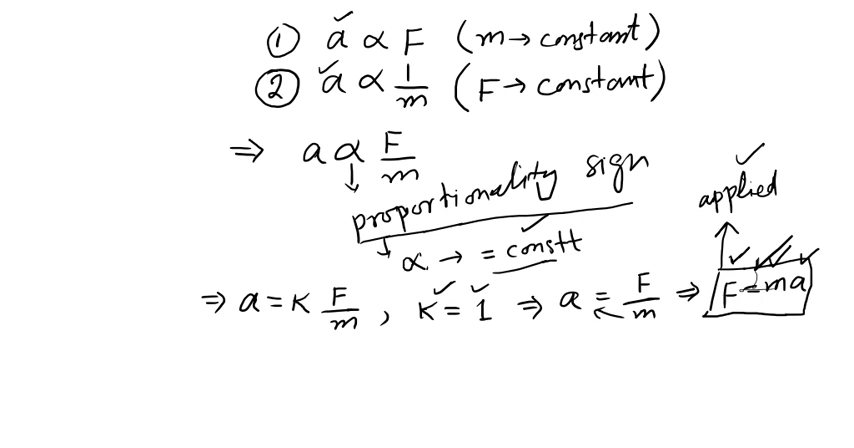 ① a ∝ F (m→ constant)
② a ∝ 1/m (F→ constant)
⇒ a ∝ F/m
proportionality sign
applied
∝ → = constt
⇒ a = K F/m , K = 1 ⇒ a = F/m ⇒ F = ma